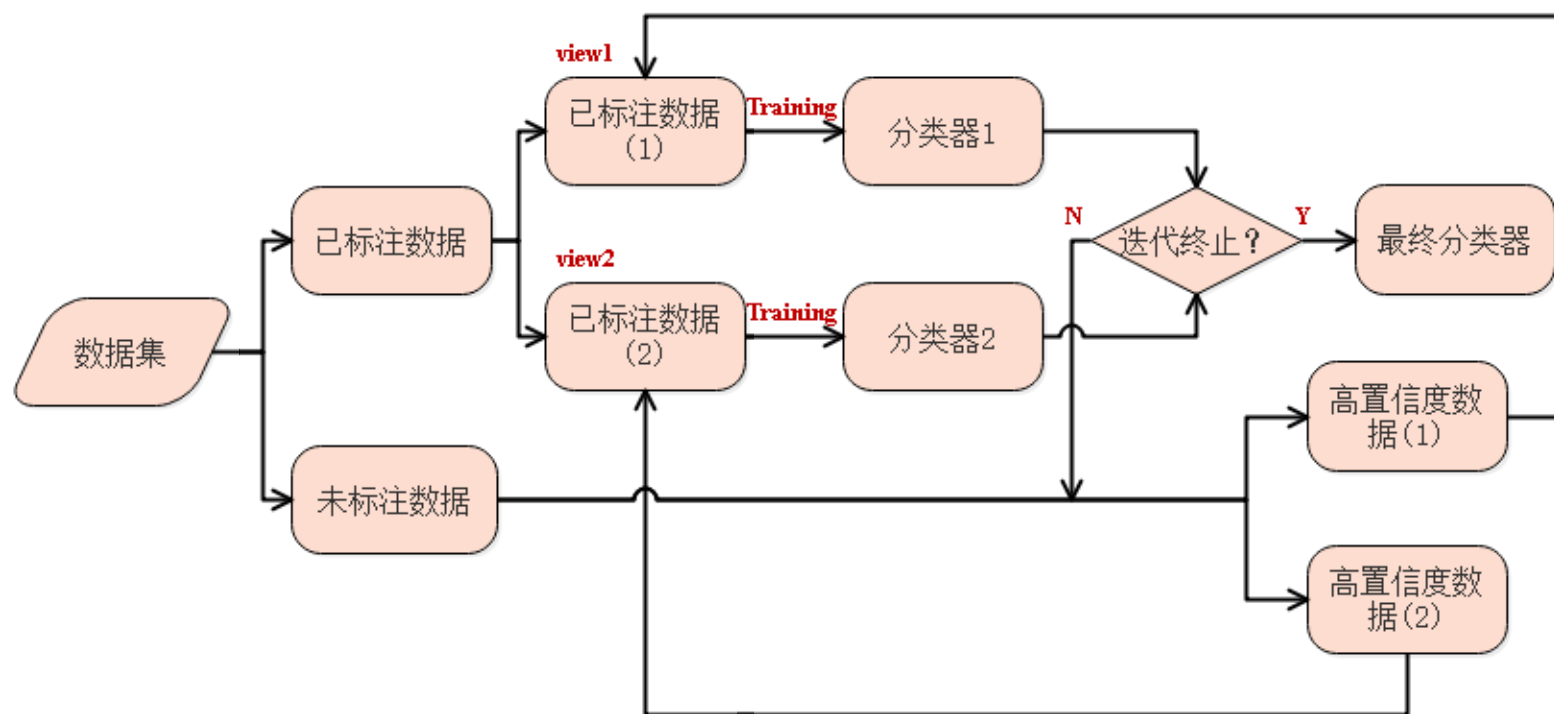 view1
已标注数据
(1)
Training
分类器1
已标注数据
N
迭代终止?
Y
最终分类器
view2
已标注数据
(2)
Training
分类器2
数据集
未标注数据
高置信度数
据(1)
高置信度数
据(2)